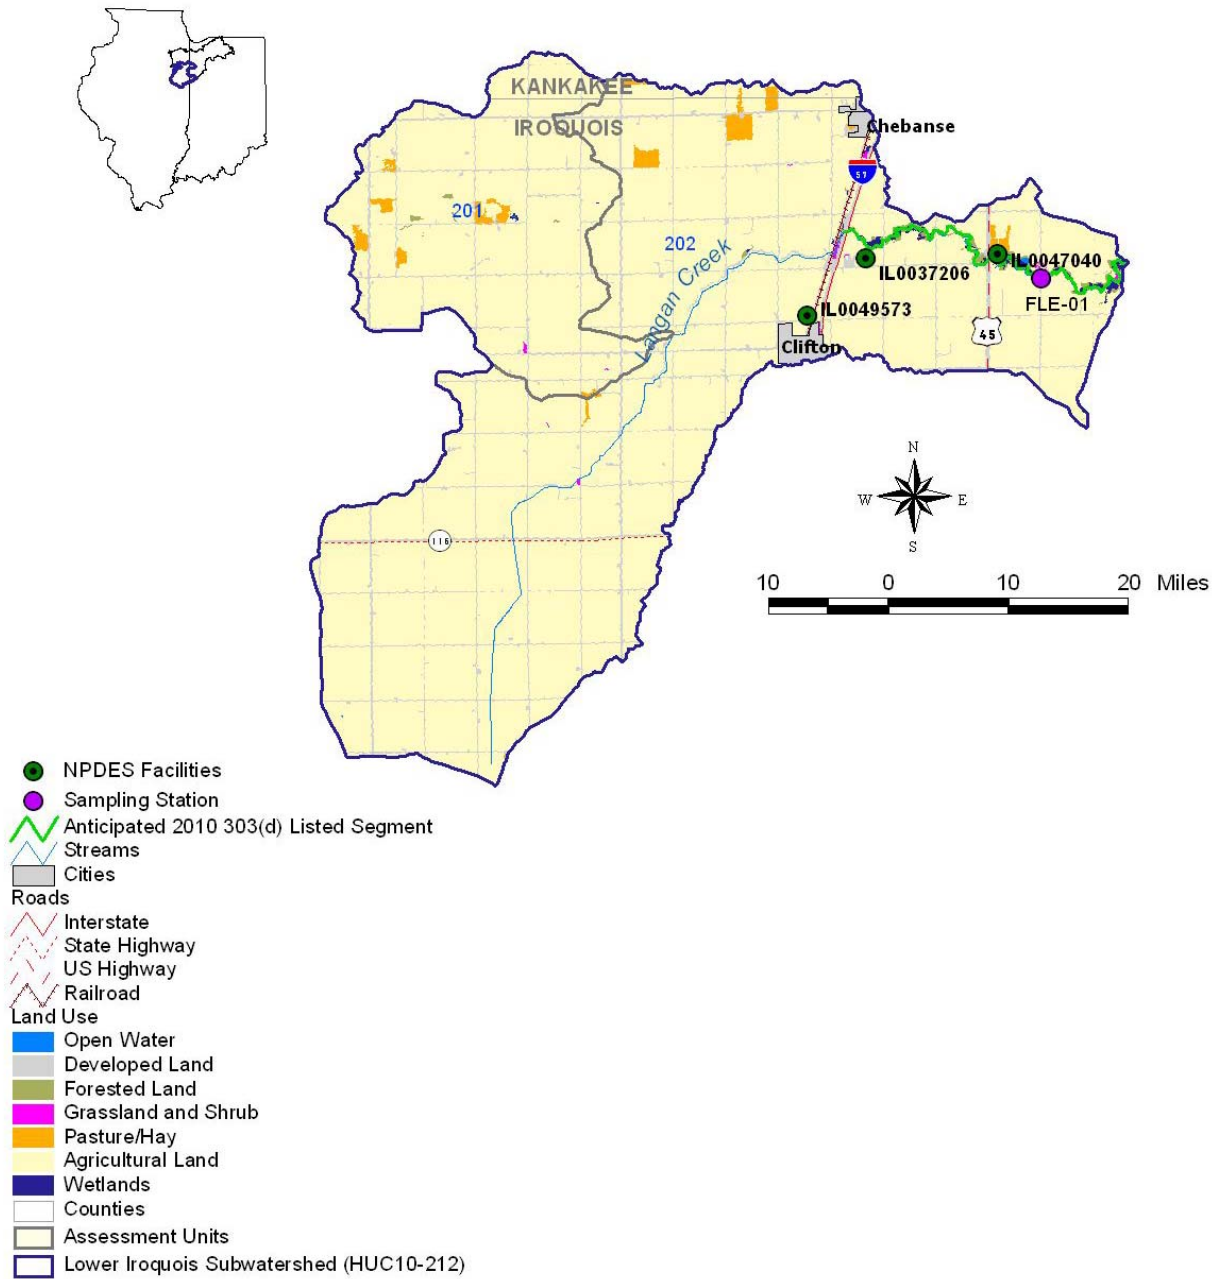 KANKAKEE
IROQUOIS
Chebanse
57
201
202
Langan Creek
IL0037206
IL0047040
FLE-01
IL0049573
Clifton
45
116
N
W E
S
10 0 10 20 Miles
NPDES Facilities
Sampling Station
Anticipated 2010 303(d) Listed Segment
Streams
Cities
Roads
Interstate
State Highway
US Highway
Railroad
Land Use
Open Water
Developed Land
Forested Land
Grassland and Shrub
Pasture/Hay
Agricultural Land
Wetlands
Counties
Assessment Units
Lower Iroquois Subwatershed (HUC10-212)